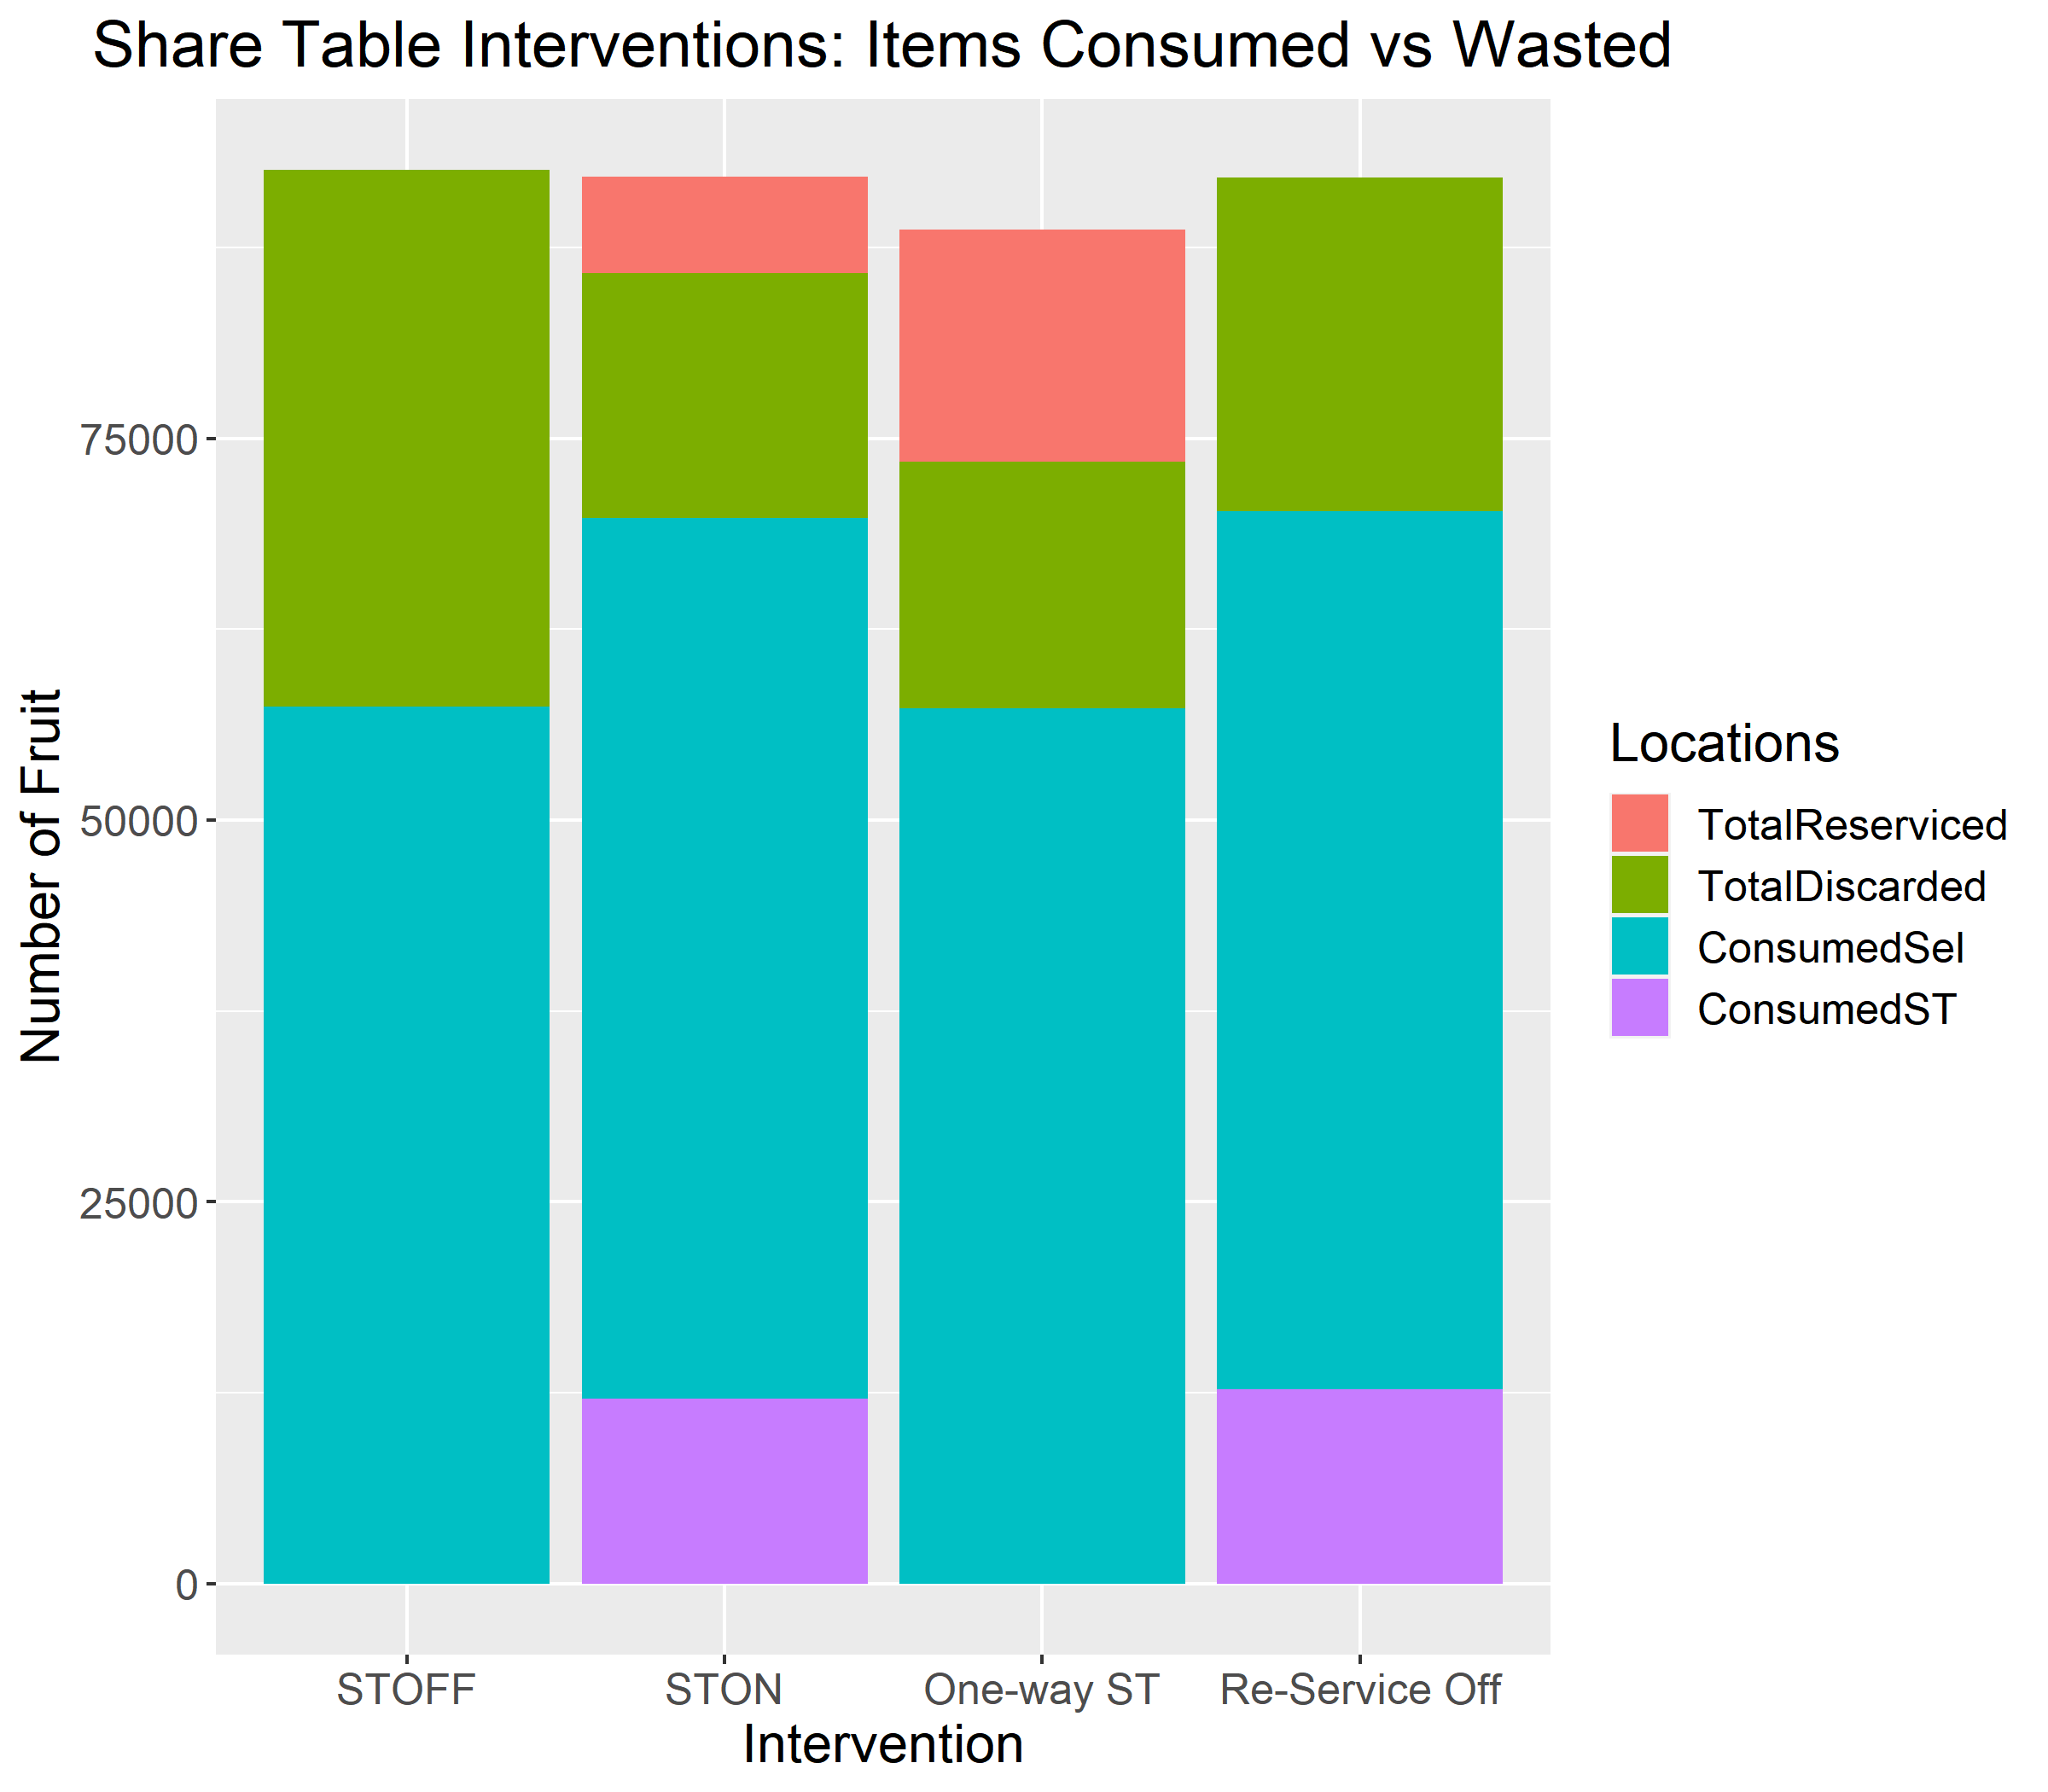 Share Table Interventions: Items Consumed vs Wasted
Number of Fruit
75000
50000
25000
0
STOFF STON One-way ST Re-Service Off
Intervention
Locations
TotalReserviced
TotalDiscarded
ConsumedSel
ConsumedST